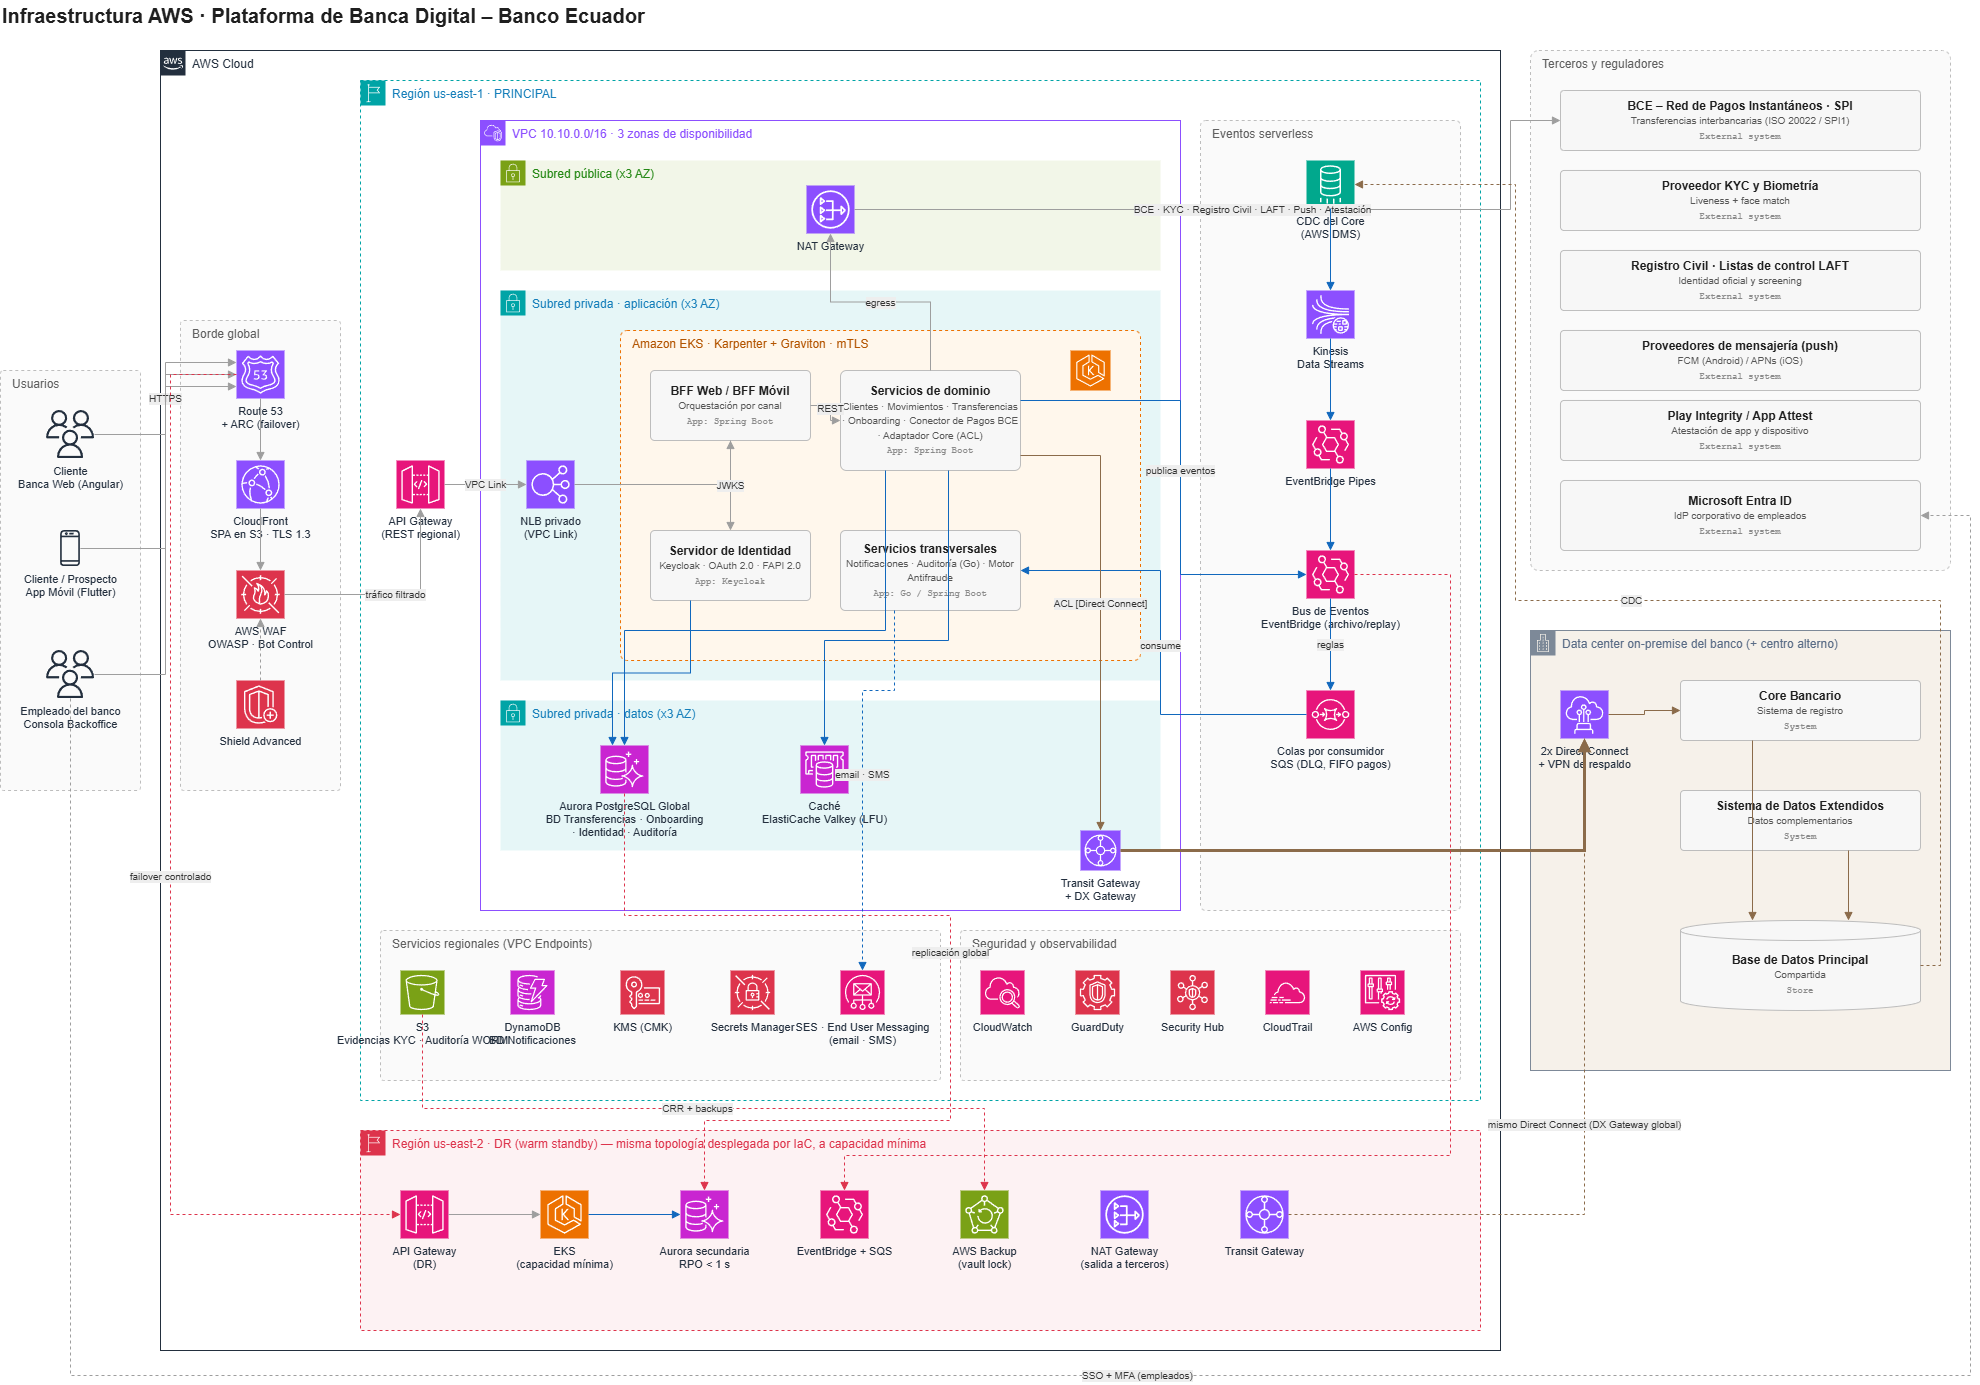 Infraestructura AWS · Plataforma de Banca Digital – Banco Ecuador
aws
AWS Cloud
Región us-east-1 · PRINCIPAL
VPC 10.10.0.0/16 · 3 zonas de disponibilidad
Subred pública (x3 AZ)
NAT Gateway
egress
Subred privada · aplicación (x3 AZ)
Amazon EKS · Karpenter + Graviton · mTLS
BFF Web / BFF Móvil
Orquestación por canal
App: Spring Boot
REST
Servicios de dominio
Clientes · Movimientos · Transferencias
· Onboarding · Conector de Pagos BCE
· Adaptador Core (ACL)
App: Spring Boot
JWKS
Servidor de Identidad
Keycloak · OAuth 2.0 · FAPI 2.0
App: Keycloak
Servicios transversales
Notificaciones · Auditoría (Go) · Motor
Antifraude
App: Go / Spring Boot
NLB privado
(VPC Link)
VPC Link
API Gateway
(REST regional)
tráfico filtrado
Usuarios
Cliente
Banca Web (Angular)
Cliente / Prospecto
App Móvil (Flutter)
Empleado del banco
Consola Backoffice
HTTPS
Borde global
53
Route 53
+ ARC (failover)
CloudFront
SPA en S3 · TLS 1.3
AWS WAF
OWASP · Bot Control
Shield Advanced
failover controlado
Subred privada · datos (x3 AZ)
Aurora PostgreSQL Global
BD Transferencias · Onboarding
· Identidad · Auditoría
Caché
ElastiCache Valkey (LFU)
email · SMS
ACL [Direct Connect]
Transit Gateway
+ DX Gateway
publica eventos
consume
Eventos serverless
BCE · KYC · Registro Civil · LAFT · Push · Atestación
CDC del Core
(AWS DMS)
Kinesis
Data Streams
EventBridge Pipes
Bus de Eventos
EventBridge (archivo/replay)
reglas
Colas por consumidor
SQS (DLQ, FIFO pagos)
Terceros y reguladores
BCE – Red de Pagos Instantáneos · SPI
Transferencias interbancarias (ISO 20022 / SPI1)
External system
Proveedor KYC y Biometría
Liveness + face match
External system
Registro Civil · Listas de control LAFT
Identidad oficial y screening
External system
Proveedores de mensajería (push)
FCM (Android) / APNs (iOS)
External system
Play Integrity / App Attest
Atestación de app y dispositivo
External system
Microsoft Entra ID
IdP corporativo de empleados
External system
CDC
Data center on-premise del banco (+ centro alterno)
2x Direct Connect
+ VPN de respaldo
Core Bancario
Sistema de registro
System
Sistema de Datos Extendidos
Datos complementarios
System
Base de Datos Principal
Compartida
Store
Servicios regionales (VPC Endpoints)
S3
Evidencias KYC · Auditoría WORM
DynamoDB
BD Notificaciones
KMS (CMK)
Secrets Manager
SES · End User Messaging
(email · SMS)
replicación global
Seguridad y observabilidad
CloudWatch
GuardDuty
Security Hub
CloudTrail
AWS Config
CRR + backups
mismo Direct Connect (DX Gateway global)
Región us-east-2 · DR (warm standby) — misma topología desplegada por IaC, a capacidad mínima
API Gateway
(DR)
EKS
(capacidad mínima)
Aurora secundaria
RPO < 1 s
EventBridge + SQS
AWS Backup
(vault lock)
NAT Gateway
(salida a terceros)
Transit Gateway
SSO + MFA (empleados)